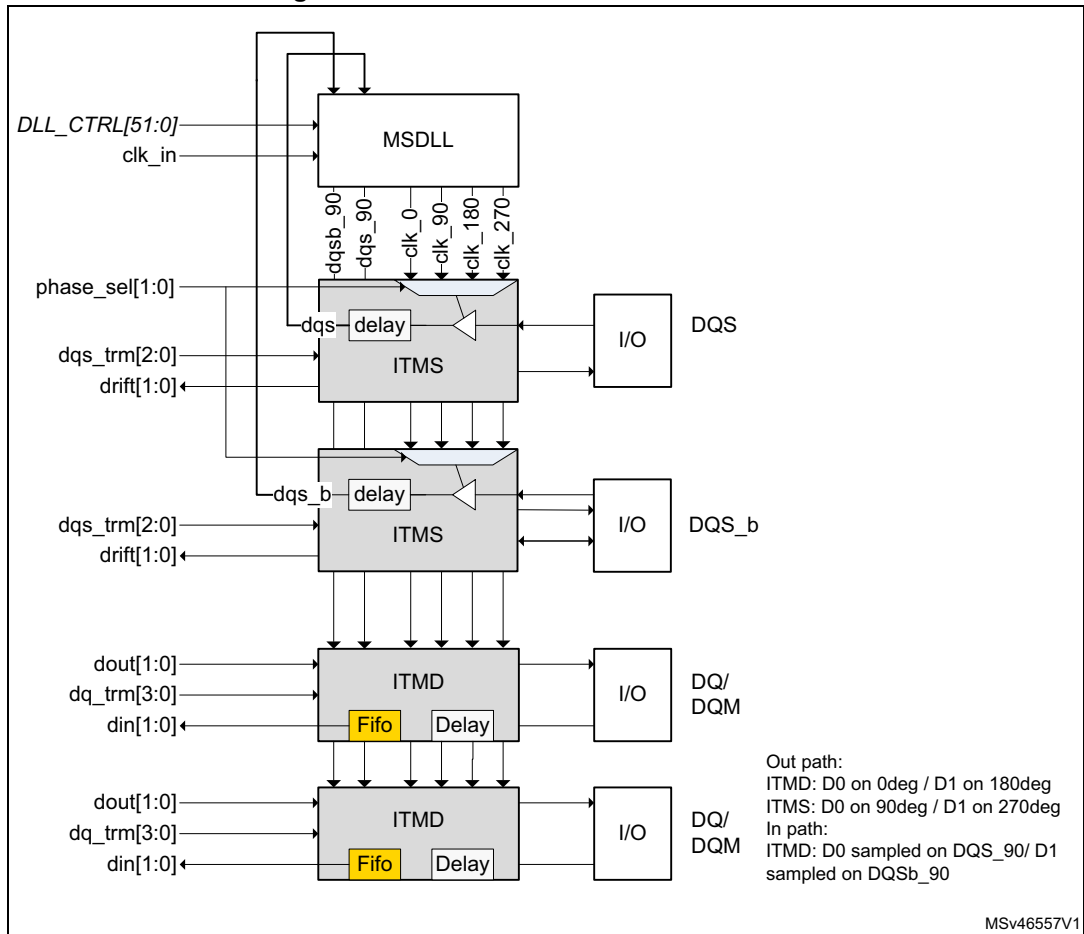 DLL_CTRL[51:0]
clk_in
MSDLL
dqsb_90
dqs_90
clk_0
clk_90
clk_180
clk_270
phase_sel[1:0]
dqs
delay
I/O
DQS
dqs_trm[2:0]
ITMS
drift[1:0]
dqs_b
delay
I/O
DQS_b
dqs_trm[2:0]
ITMS
drift[1:0]
dout[1:0]
dq_trm[3:0]
din[1:0]
ITMD
Fifo
Delay
I/O
DQ/
DQM
dout[1:0]
dq_trm[3:0]
din[1:0]
ITMD
Fifo
Delay
I/O
DQ/
DQM
Out path:
ITMD: D0 on 0deg / D1 on 180deg
ITMS: D0 on 90deg / D1 on 270deg
In path:
ITMD: D0 sampled on DQS_90/ D1
sampled on DQSb_90
MSv46557V1